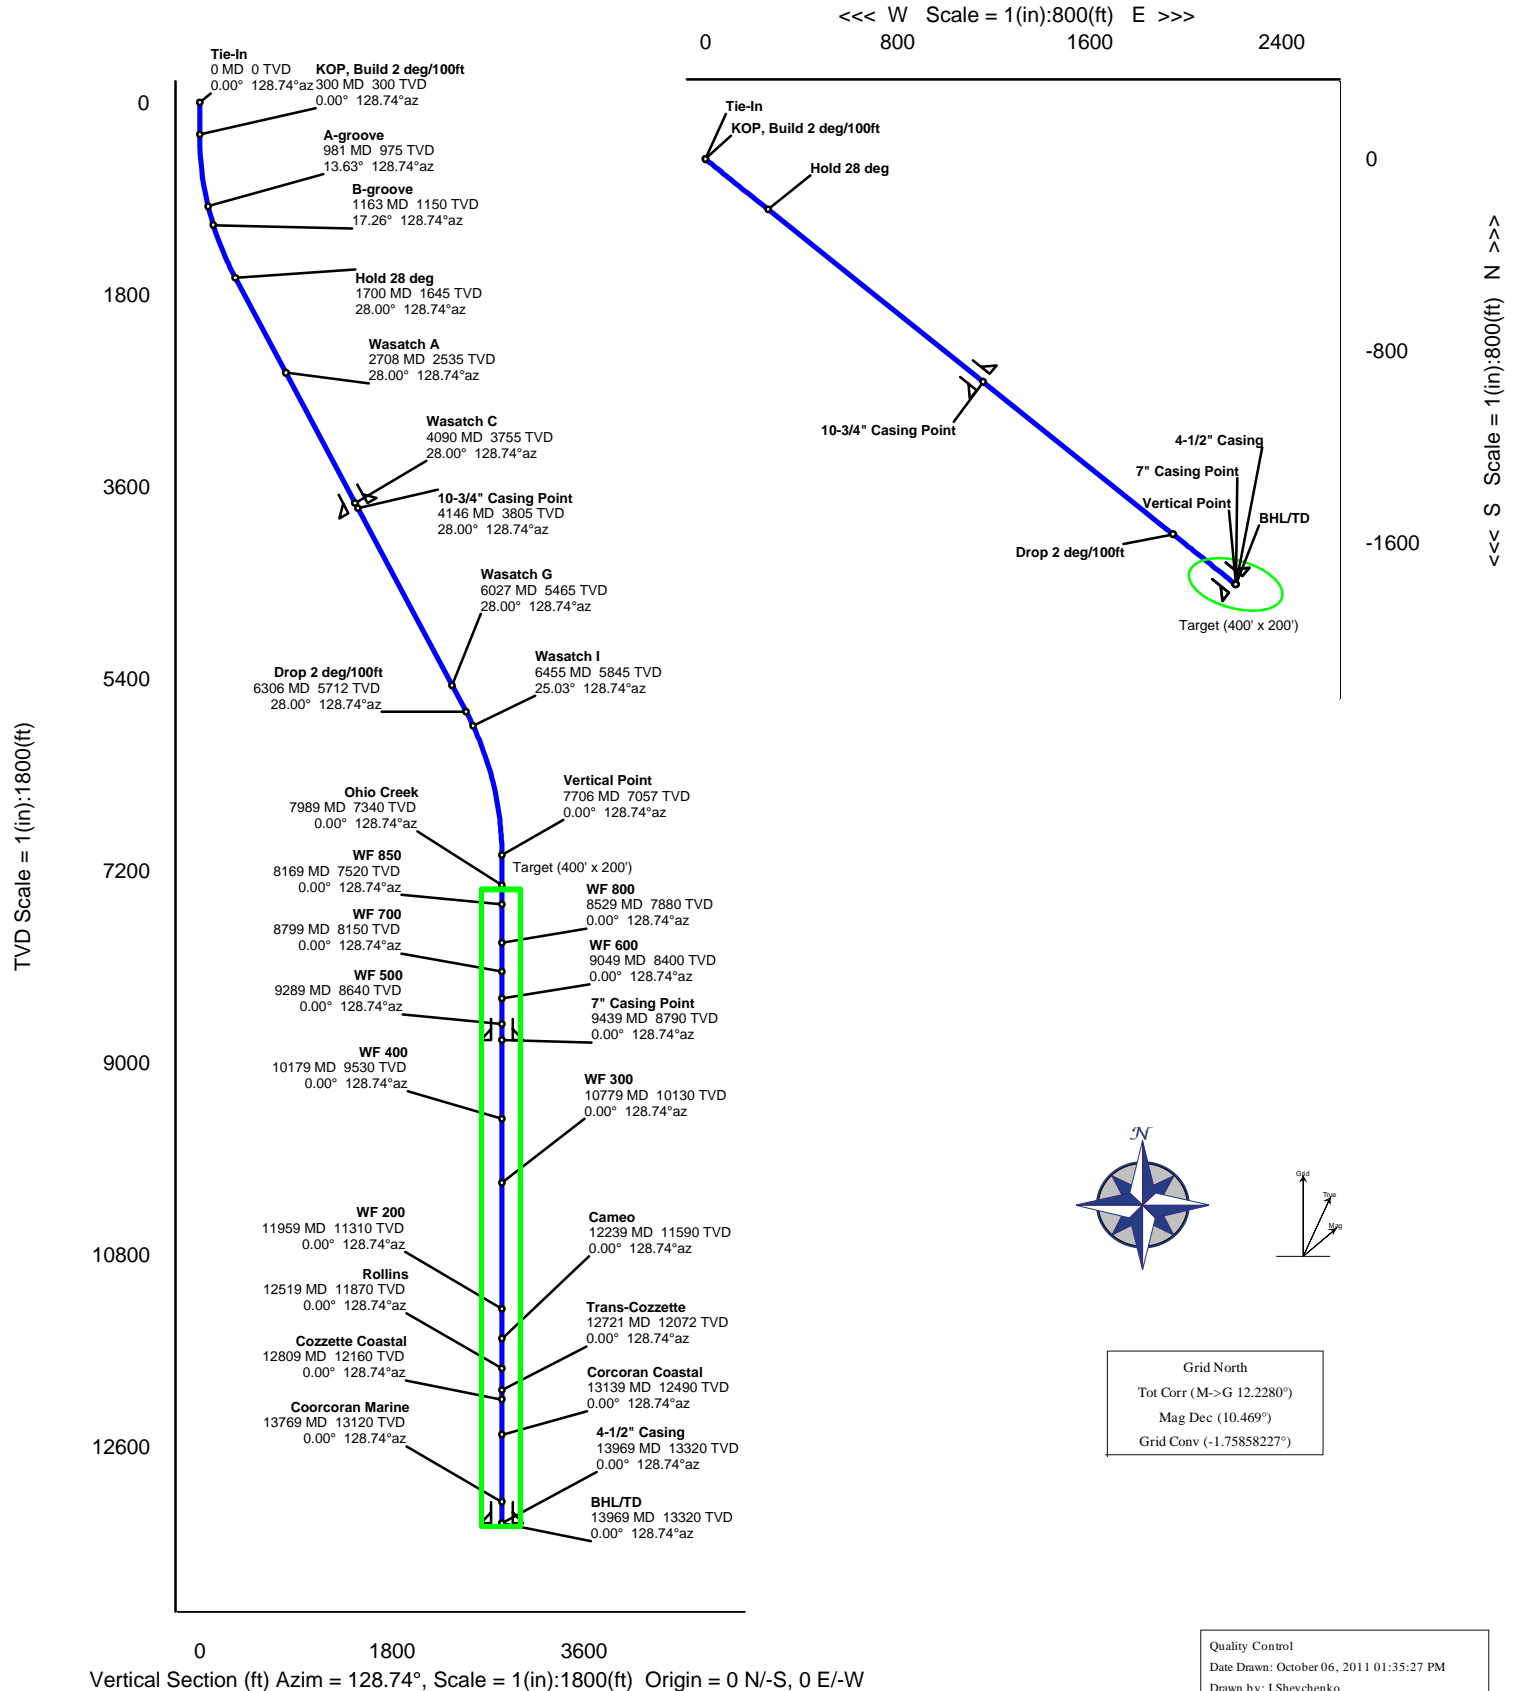 <<< W Scale = 1(in):800(ft) E >>>
0 800 1600 2400
Tie-In
0 MD 0 TVD
0.00° 128.74°az
KOP, Build 2 deg/100ft
300 MD 300 TVD
0.00° 128.74°az
A-groove
981 MD 975 TVD
13.63° 128.74°az
B-groove
1163 MD 1150 TVD
17.26° 128.74°az
Hold 28 deg
1700 MD 1645 TVD
28.00° 128.74°az
Wasatch A
2708 MD 2535 TVD
28.00° 128.74°az
Wasatch C
4090 MD 3755 TVD
28.00° 128.74°az
10-3/4" Casing Point
4146 MD 3805 TVD
28.00° 128.74°az
Wasatch G
6027 MD 5465 TVD
28.00° 128.74°az
Drop 2 deg/100ft
6306 MD 5712 TVD
28.00° 128.74°az
Wasatch I
6455 MD 5845 TVD
25.03° 128.74°az
Vertical Point
7706 MD 7057 TVD
0.00° 128.74°az
Ohio Creek
7989 MD 7340 TVD
0.00° 128.74°az
Target (400' x 200')
WF 850
8169 MD 7520 TVD
0.00° 128.74°az
WF 800
8529 MD 7880 TVD
0.00° 128.74°az
WF 700
8799 MD 8150 TVD
0.00° 128.74°az
WF 600
9049 MD 8400 TVD
0.00° 128.74°az
WF 500
9289 MD 8640 TVD
0.00° 128.74°az
7" Casing Point
9439 MD 8790 TVD
0.00° 128.74°az
WF 400
10179 MD 9530 TVD
0.00° 128.74°az
WF 300
10779 MD 10130 TVD
0.00° 128.74°az
WF 200
11959 MD 11310 TVD
0.00° 128.74°az
Cameo
12239 MD 11590 TVD
0.00° 128.74°az
Rollins
12519 MD 11870 TVD
0.00° 128.74°az
Trans-Cozzette
12721 MD 12072 TVD
0.00° 128.74°az
Cozzette Coastal
12809 MD 12160 TVD
0.00° 128.74°az
Corcoran Coastal
13139 MD 12490 TVD
0.00° 128.74°az
Coorcoran Marine
13769 MD 13120 TVD
0.00° 128.74°az
4-1/2" Casing
13969 MD 13320 TVD
0.00° 128.74°az
BHL/TD
13969 MD 13320 TVD
0.00° 128.74°az
0
1800
3600
5400
7200
9000
10800
12600
TVD Scale = 1(in):1800(ft)
0 1800 3600
Vertical Section (ft) Azim = 128.74°, Scale = 1(in):1800(ft) Origin = 0 N/-S, 0 E/-W
Tie-In
KOP, Build 2 deg/100ft
Hold 28 deg
10-3/4" Casing Point
4-1/2" Casing
7" Casing Point
Vertical Point
BHL/TD
Drop 2 deg/100ft
Target (400' x 200')
0
-800
-1600
<<< S Scale = 1(in):800(ft) N >>>
N
Grid
True
Mag
Grid North
Tot Corr (M->G 12.2280°)
Mag Dec (10.469°)
Grid Conv (-1.75858227°)
Quality Control
Date Drawn: October 06, 2011 01:35:27 PM
Drawn by: I Shevchenko